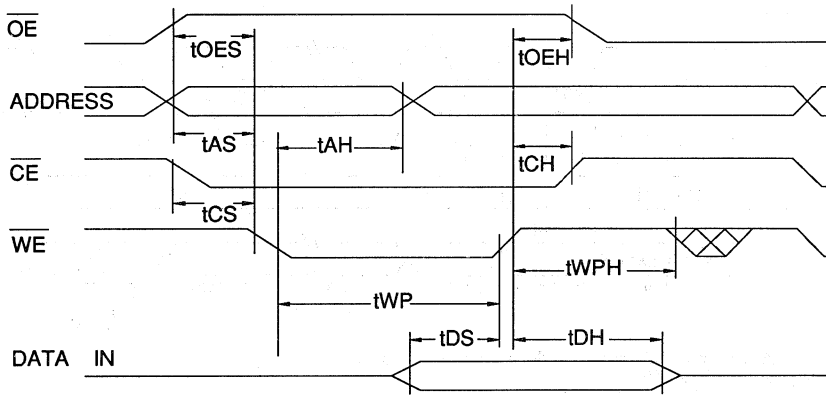 OE
tOES
tOEH
ADDRESS
tAS
tAH
tCH
CE
tCS
WE
tWPH
tWP
tDS
tDH
DATA IN